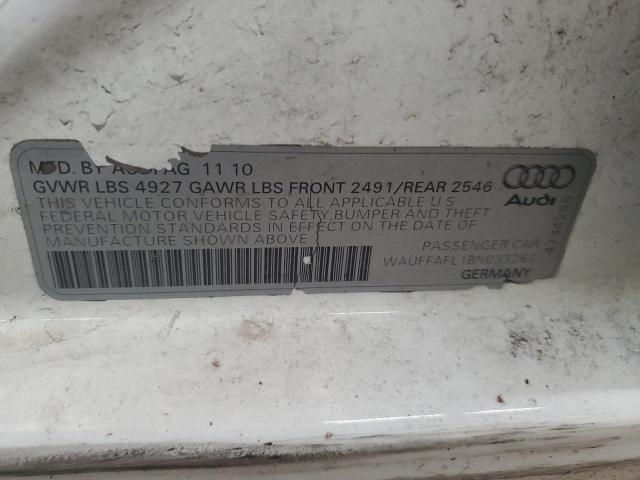 MFD. BY AUDI AG 11 10
GVWR LBS 4927 GAWR LBS FRONT 2491/REAR 2546
THIS VEHICLE CONFORMS TO ALL APPLICABLE U S
FEDERAL MOTOR VEHICLE SAFETY, BUMPER AND THEFT
PREVENTION STANDARDS IN EFFECT ON THE DATE OF
MANUFACTURE SHOWN ABOVE
PASSENGER CAR
GERMANY
Audi